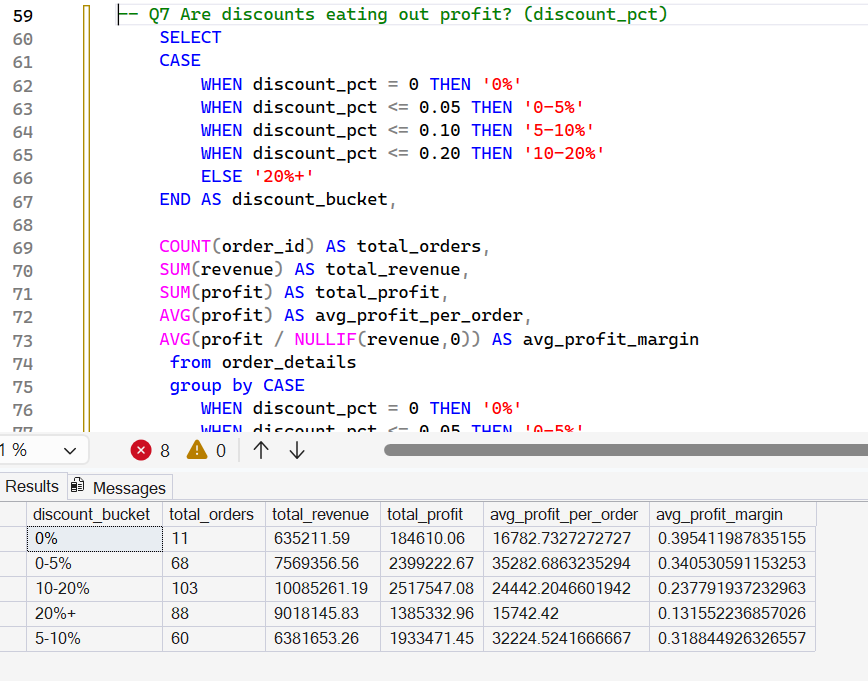 59 -- Q7 Are discounts eating out profit? (discount_pct)
60 SELECT
61 CASE
62 WHEN discount_pct = 0 THEN '0%'
63 WHEN discount_pct <= 0.05 THEN '0-5%'
64 WHEN discount_pct <= 0.10 THEN '5-10%'
65 WHEN discount_pct <= 0.20 THEN '10-20%'
66 ELSE '20%+'
67 END AS discount_bucket,
68
69 COUNT(order_id) AS total_orders,
70 SUM(revenue) AS total_revenue,
71 SUM(profit) AS total_profit,
72 AVG(profit) AS avg_profit_per_order,
73 AVG(profit / NULLIF(revenue,0)) AS avg_profit_margin
74 from order_details
75 group by CASE
76 WHEN discount_pct = 0 THEN '0%'
77 WHEN discount_pct <= 0.05 THEN '0-5%'
1 % 8 0
Results Messages
discount_bucket total_orders total_revenue total_profit avg_profit_per_order avg_profit_margin
0% 11 635211.59 184610.06 16782.7327272727 0.395411987835155
0-5% 68 7569356.56 2399222.67 35282.6863235294 0.340530591153253
10-20% 103 10085261.19 2517547.08 24442.2046601942 0.237791937232963
20%+ 88 9018145.83 1385332.96 15742.42 0.131552236857026
5-10% 60 6381653.26 1933471.45 32224.5241666667 0.318844926326557